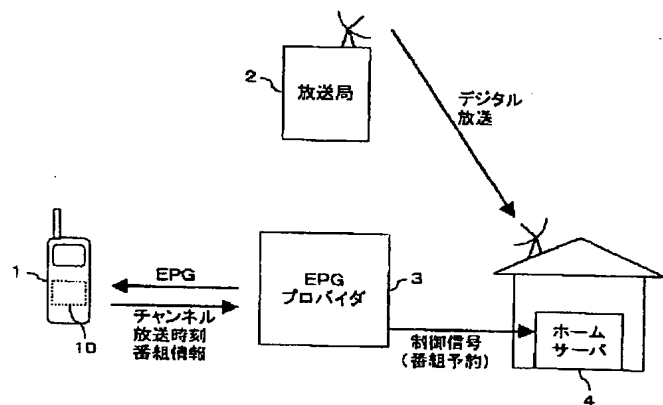 2
放送局
デジタル
放送
1
10
EPG
チャンネル
放送時刻
番組情報
EPG
プロバイダ
3
制御信号
(番組予約)
ホーム
サーバ
4